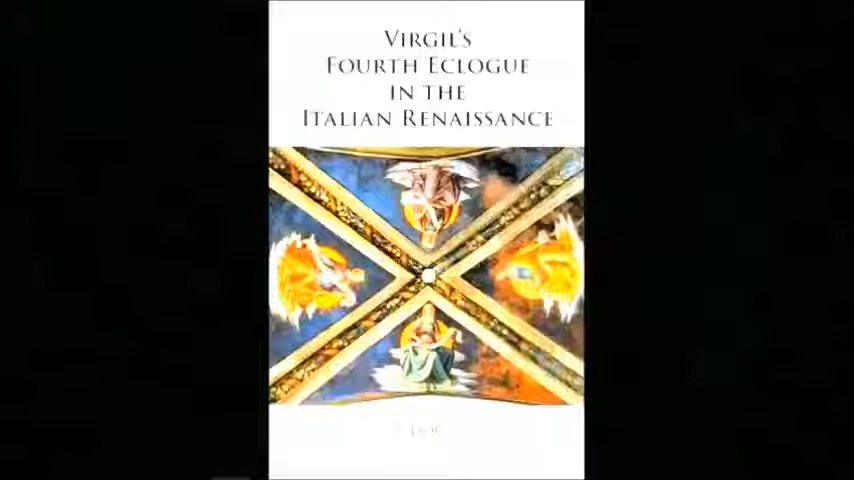 VIRGIL'S
FOURTH ECLOGUE
IN THE
ITALIAN RENAISSANCE